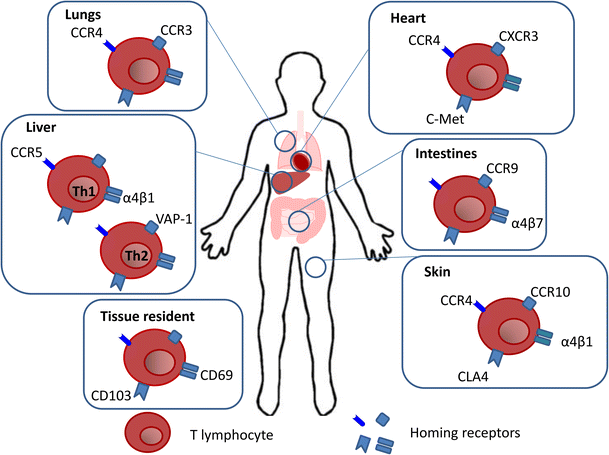 Lungs
CCR4
CCR3
Heart
CCR4
CXCR3
C-Met
Liver
CCR5
Th1
α4β1
VAP-1
Th2
Intestines
CCR9
α4β7
Skin
CCR4
CCR10
α4β1
CLA4
Tissue resident
CD69
CD103
T lymphocyte
Homing receptors